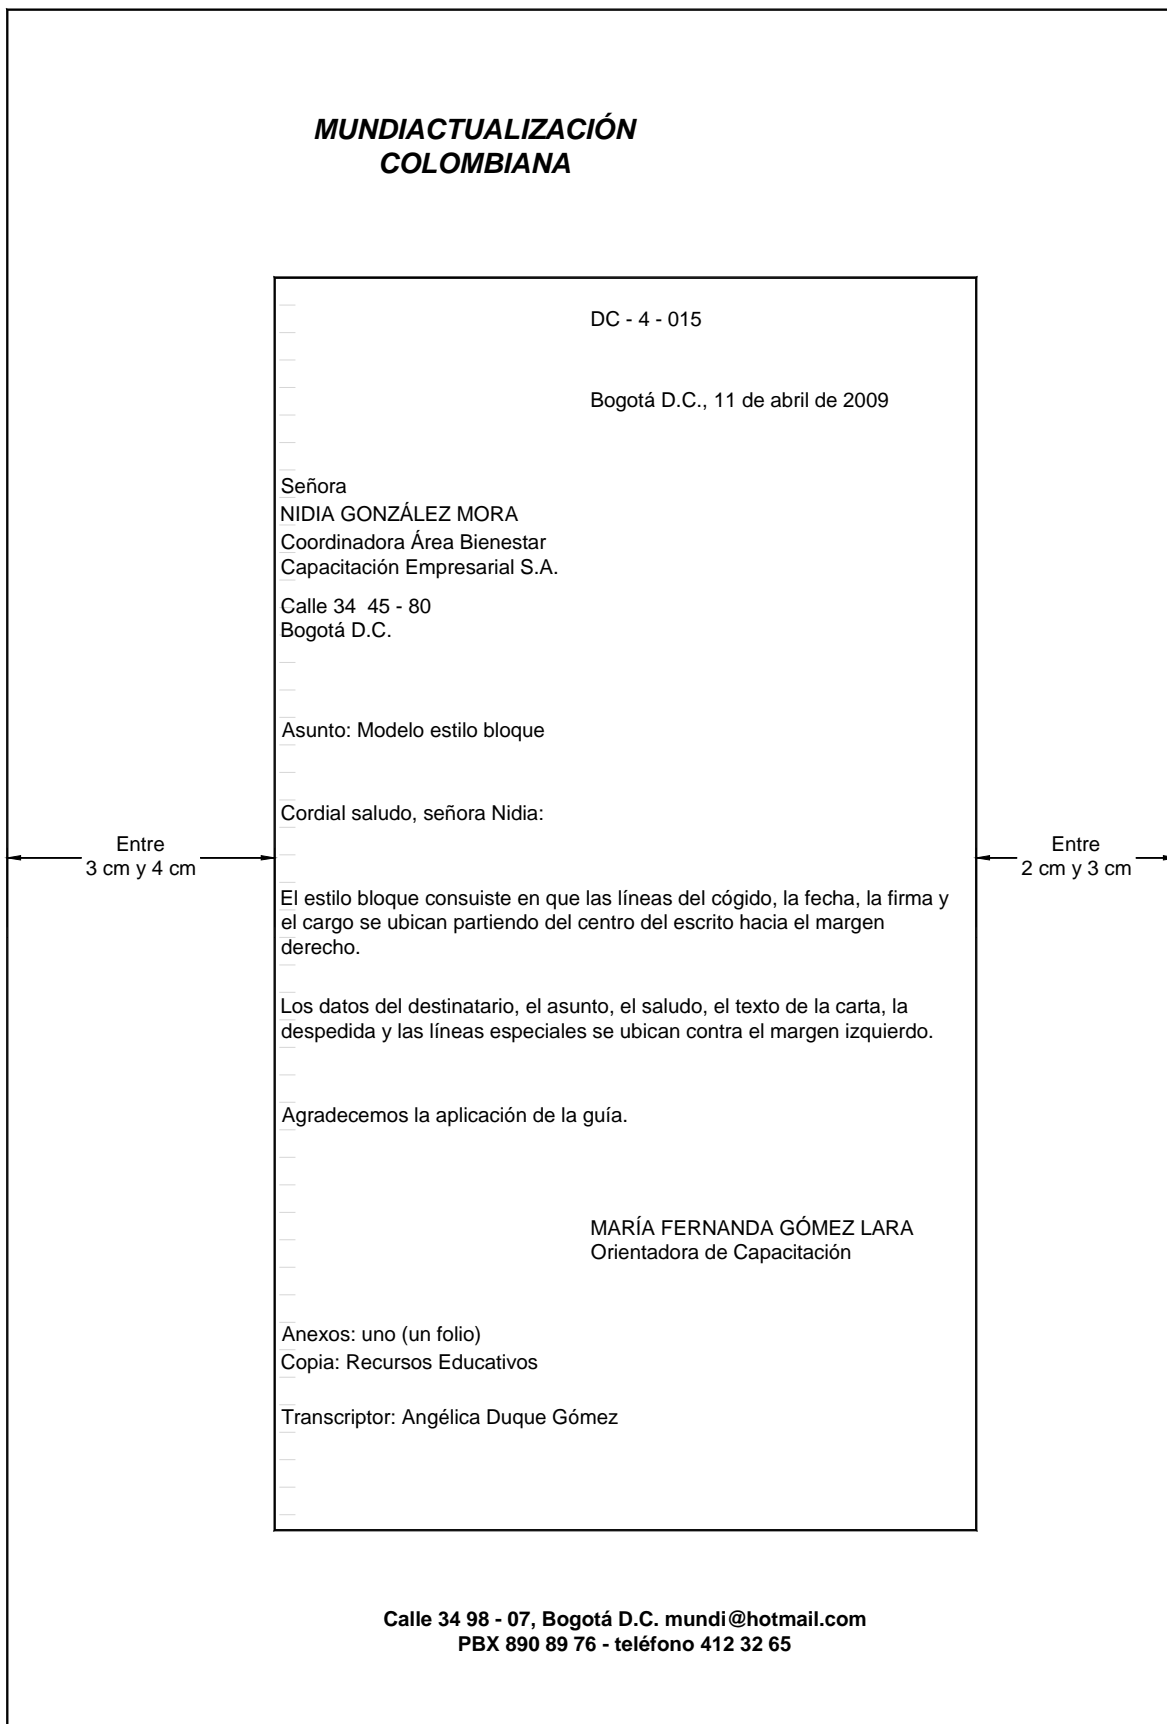 MUNDIACTUALIZACIÓN
COLOMBIANA
DC - 4 - 015
Bogotá D.C., 11 de abril de 2009
Señora
NIDIA GONZÁLEZ MORA
Coordinadora Área Bienestar
Capacitación Empresarial S.A.
Calle 34  45 - 80
Bogotá D.C.
Asunto: Modelo estilo bloque
Cordial saludo, señora Nidia:
Entre
3 cm y 4 cm
Entre
2 cm y 3 cm
El estilo bloque consuiste en que las líneas del cógido, la fecha, la firma y
el cargo se ubican partiendo del centro del escrito hacia el margen
derecho.
Los datos del destinatario, el asunto, el saludo, el texto de la carta, la
despedida y las líneas especiales se ubican contra el margen izquierdo.
Agradecemos la aplicación de la guía.
MARÍA FERNANDA GÓMEZ LARA
Orientadora de Capacitación
Anexos: uno (un folio)
Copia: Recursos Educativos
Transcriptor: Angélica Duque Gómez
Calle 34 98 - 07, Bogotá D.C. mundi@hotmail.com
PBX 890 89 76 - teléfono 412 32 65